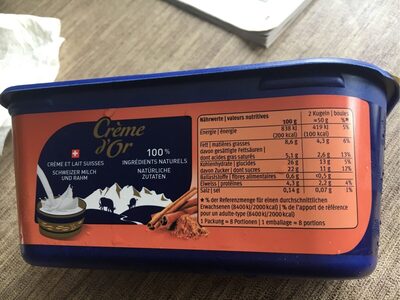 Crème
d'Or
CRÈME ET LAIT SUISSES
SCHWEIZER MILCH
UND RAHM
100%
INGRÉDIENTS NATURELS
NATÜRLICHE
ZUTATEN
Nährwerte | valeurs nutritives 100 g 2 Kugeln | boules ≈50 g %*
Energie | énergie 838 kJ 419 kJ 5%
(200 kcal) (100 kcal)
Fett | matières grasses 8,6 g 4,3 g 6%
davon gesättigte Fettsäuren |
dont acides gras saturés 5,1 g 2,6 g 13%
Kohlenhydrate | glucides 26 g 13 g 5%
davon Zucker | dont sucres 22 g 11 g 12%
Ballaststoffe | fibres alimentaires 0,6 g <0,5 g
Eiweiss | protéines 4,3 g 2,2 g 4%
Salz | sel 0,14 g 0,07 g 1%
* % der Referenzmenge für einen durchschnittlichen
Erwachsenen (8400 kJ/2000 kcal) | % de l'apport de référence
pour un adulte-type (8400 kJ/2000 kcal)
1 Packung ≈ 8 Portionen | 1 emballage ≈ 8 portions